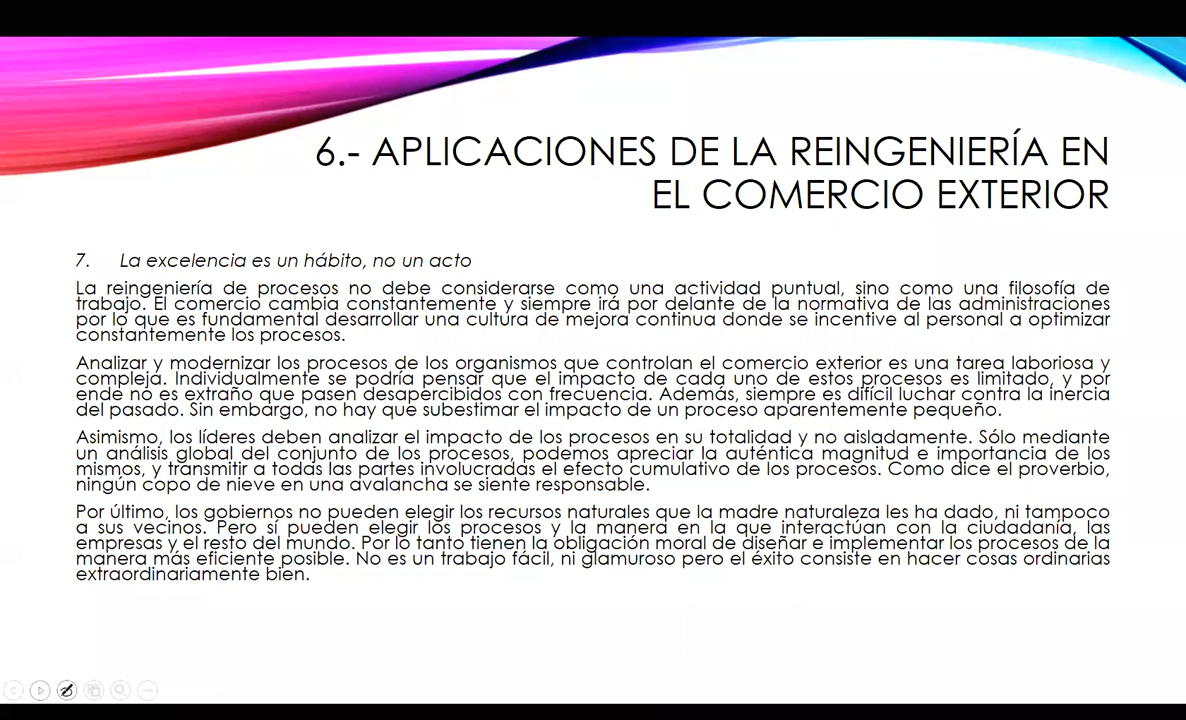 6.- APLICACIONES DE LA REINGENIERÍA EN
EL COMERCIO EXTERIOR
7. La excelencia es un hábito, no un acto
La reingeniería de procesos no debe considerarse como una actividad puntual, sino como una filosofía de
trabajo. El comercio cambia constantemente y siempre irá por delante de la normativa de las administraciones
por lo que es fundamental desarrollar una cultura de mejora continua donde se incentive al personal a optimizar
constantemente los procesos.
Analizar y modernizar los procesos de los organismos que controlan el comercio exterior es una tarea laboriosa y
compleja. Individualmente se podría pensar que el impacto de cada uno de estos procesos es limitado, y por
ende no es extraño que pasen desapercibidos con frecuencia. Además, siempre es difícil luchar contra la inercia
del pasado. Sin embargo, no hay que subestimar el impacto de un proceso aparentemente pequeño.
Asimismo, los líderes deben analizar el impacto de los procesos en su totalidad y no aisladamente. Sólo mediante
un análisis global del conjunto de los procesos, podemos apreciar la auténtica magnitud e importancia de los
mismos, y transmitir a todas las partes involucradas el efecto cumulativo de los procesos. Como dice el proverbio,
ningún copo de nieve en una avalancha se siente responsable.
Por último, los gobiernos no pueden elegir los recursos naturales que la madre naturaleza les ha dado, ni tampoco
a sus vecinos. Pero sí pueden elegir los procesos y la manera en la que interactúan con la ciudadanía, las
empresas y el resto del mundo. Por lo tanto tienen la obligación moral de diseñar e implementar los procesos de la
manera más eficiente posible. No es un trabajo fácil, ni glamuroso pero el éxito consiste en hacer cosas ordinarias
extraordinariamente bien.